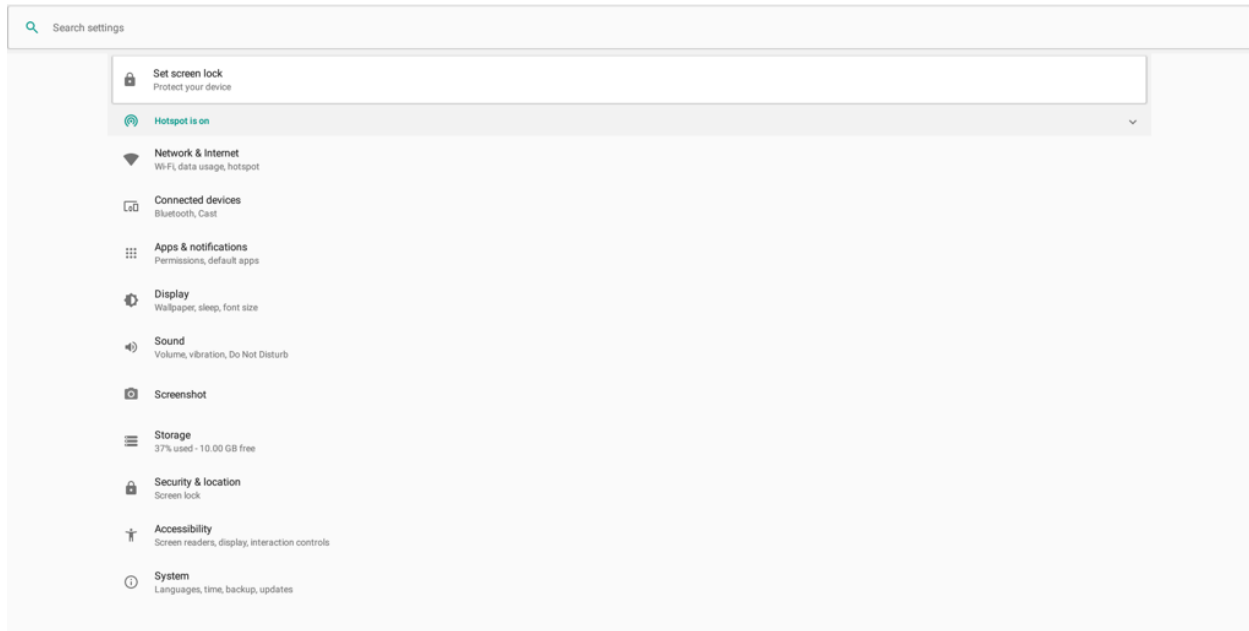 Search settings
Set screen lock
Protect your device
Hotspot is on
Network & Internet
Wi-Fi, data usage, hotspot
Connected devices
Bluetooth, Cast
Apps & notifications
Permissions, default apps
Display
Wallpaper, sleep, font size
Sound
Volume, vibration, Do Not Disturb
Screenshot
Storage
37% used - 10.00 GB free
Security & location
Screen lock
Accessibility
Screen readers, display, interaction controls
System
Languages, time, backup, updates